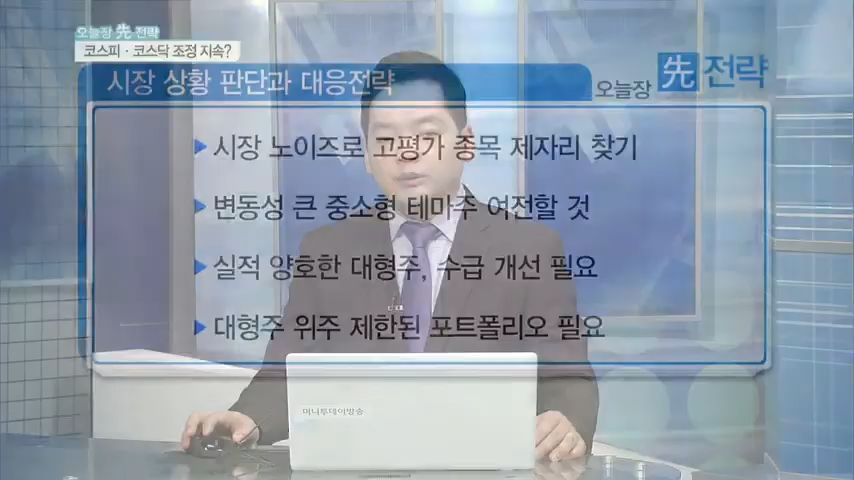 오늘장 先 전략
코스피 · 코스닥 조정 지속?
시장 상황 판단과 대응전략
오늘장 先 전략
시장 노이즈로 고평가 종목 제자리 찾기
변동성 큰 중소형 테마주 여전할 것
실적 양호한 대형주, 수급 개선 필요
대형주 위주 제한된 포트폴리오 필요
머니투데이방송